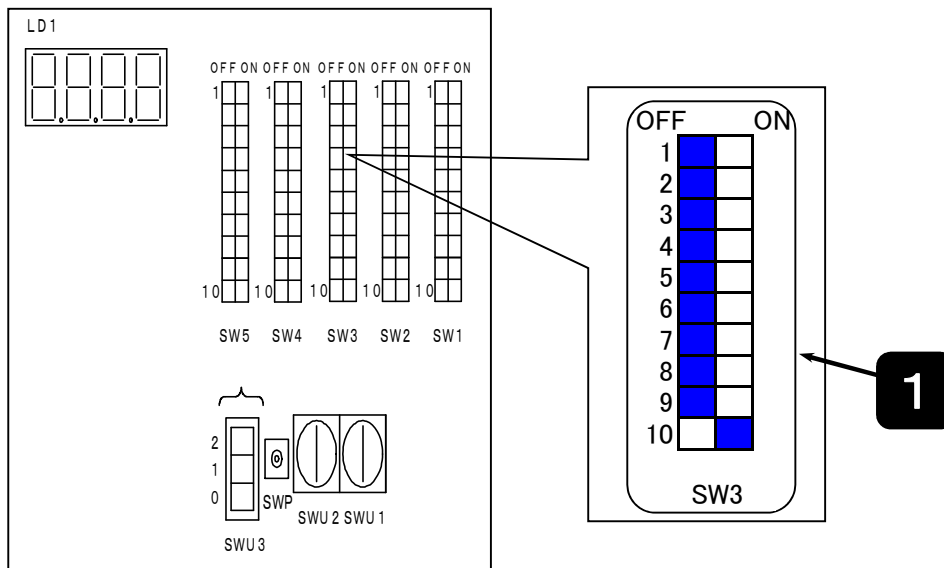 LD1
OFF ON OFF ON OFF ON OFF ON OFF ON
1 1 1 1 1
10 10 10 10 10
SW5 SW4 SW3 SW2 SW1
2
1
0
SWP
SWU2 SWU1
SWU3
OFF ON
1
2
3
4
5
6
7
8
9
10
SW3
1